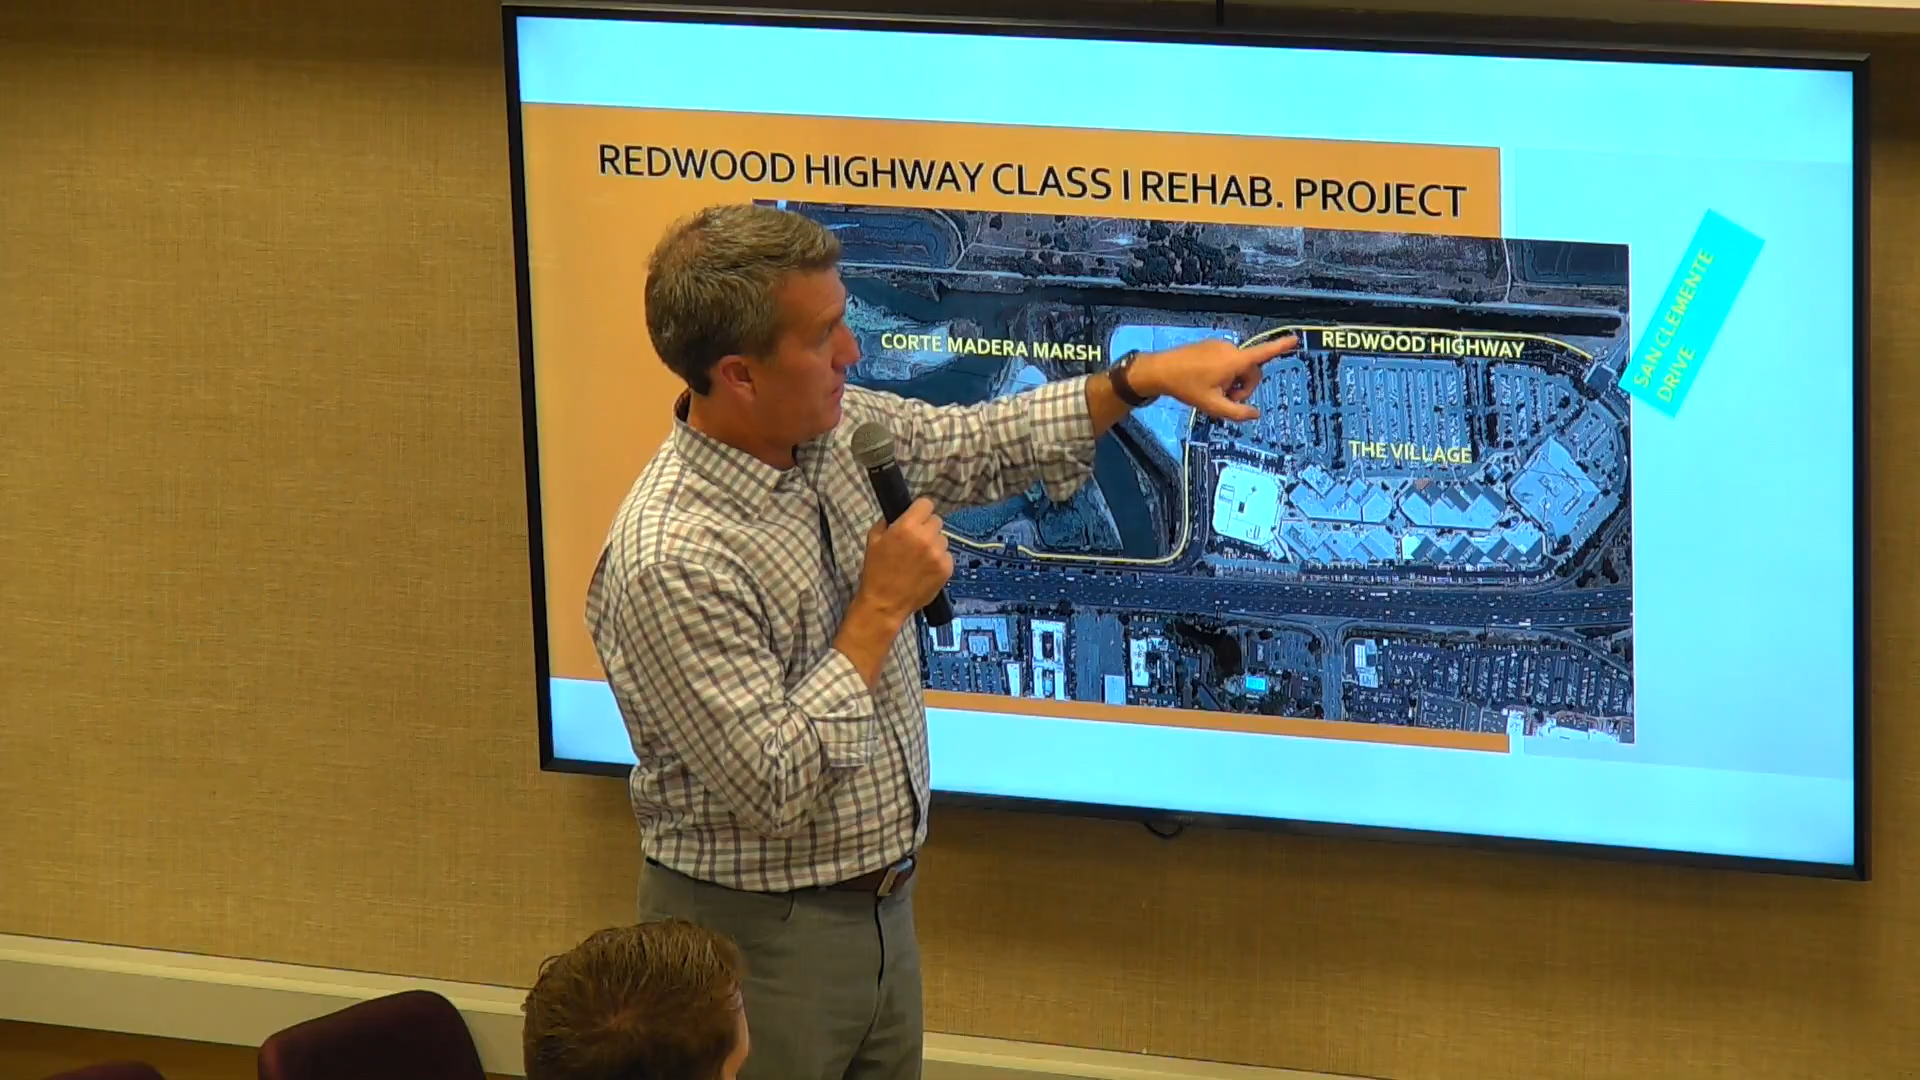 REDWOOD HIGHWAY CLASS I REHAB. PROJECT
CORTE MADERA MARSH
REDWOOD HIGHWAY
SAN CLEMENTE
DRIVE
THE VILLAGE